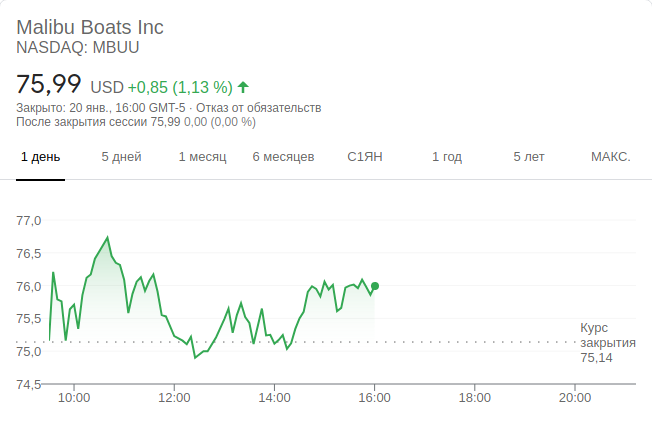 Malibu Boats Inc
NASDAQ: MBUU
75,99 USD +0,85 (1,13 %)
Закрыто: 20 янв., 16:00 GMT-5 · Отказ от обязательств
После закрытия сессии 75,99 0,00 (0,00 %)
1 день 5 дней 1 месяц 6 месяцев С1ЯН 1 год 5 лет МАКС.
77,0
76,5
76,0
75,5
75,0
74,5
Курс
закрытия
75,14
10:00 12:00 14:00 16:00 18:00 20:00